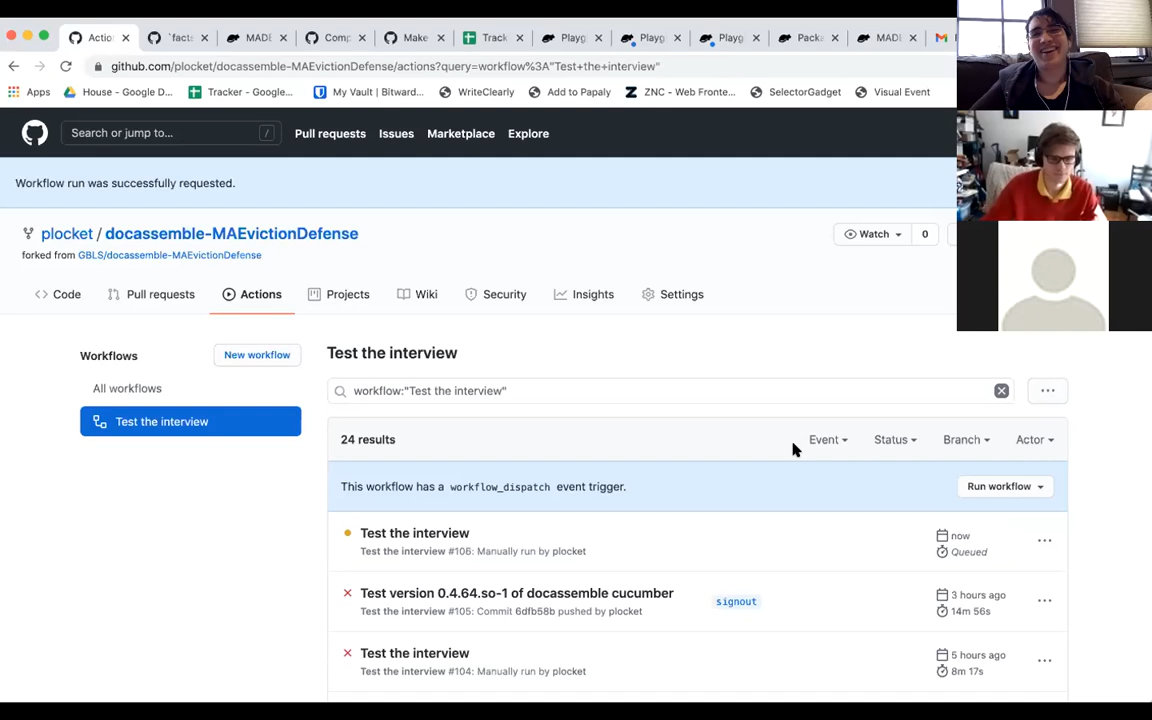 Actio
`facts
MADE
Comp
Make
Track
Playg
Playg
Playg
Packa
MADE
github.com/plocket/docassemble-MAEvictionDefense/actions?query=workflow%3A"Test+the+interview"
Apps
House - Google D...
Tracker - Google...
My Vault | Bitward...
WriteClearly
Add to Papaly
ZNC - Web Fronte...
SelectorGadget
Visual Event
Search or jump to...
/
Pull requests
Issues
Marketplace
Explore
Workflow run was successfully requested.
plocket / docassemble-MAEvictionDefense
Watch
0
forked from GBLS/docassemble-MAEvictionDefense
Code
Pull requests
Actions
Projects
Wiki
Security
Insights
Settings
Workflows
New workflow
All workflows
Test the interview
Test the interview
workflow:"Test the interview"
24 results
Event
Status
Branch
Actor
This workflow has a workflow_dispatch event trigger.
Run workflow
Test the interview
Test the interview #106: Manually run by plocket
now
Queued
Test version 0.4.64.so-1 of docassemble cucumber
Test the interview #105: Commit 6dfb58b pushed by plocket
signout
3 hours ago
14m 56s
Test the interview
Test the interview #104: Manually run by plocket
5 hours ago
8m 17s